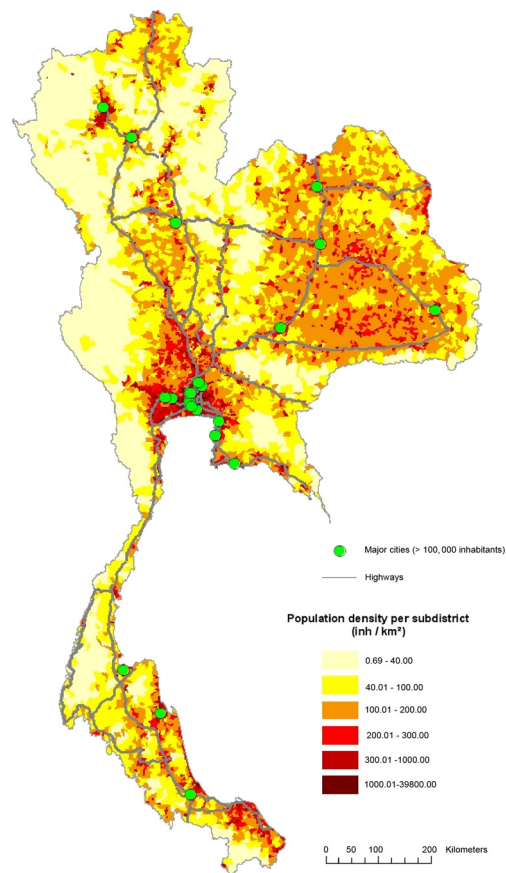 Major cities (> 100,000 inhabitants)
Highways
Population density per subdistrict
(inh / km²)
0.69 - 40.00
40.01 - 100.00
100.01 - 200.00
200.01 - 300.00
300.01 -1000.00
1000.01-39800.00
0 50 100 200 Kilometers